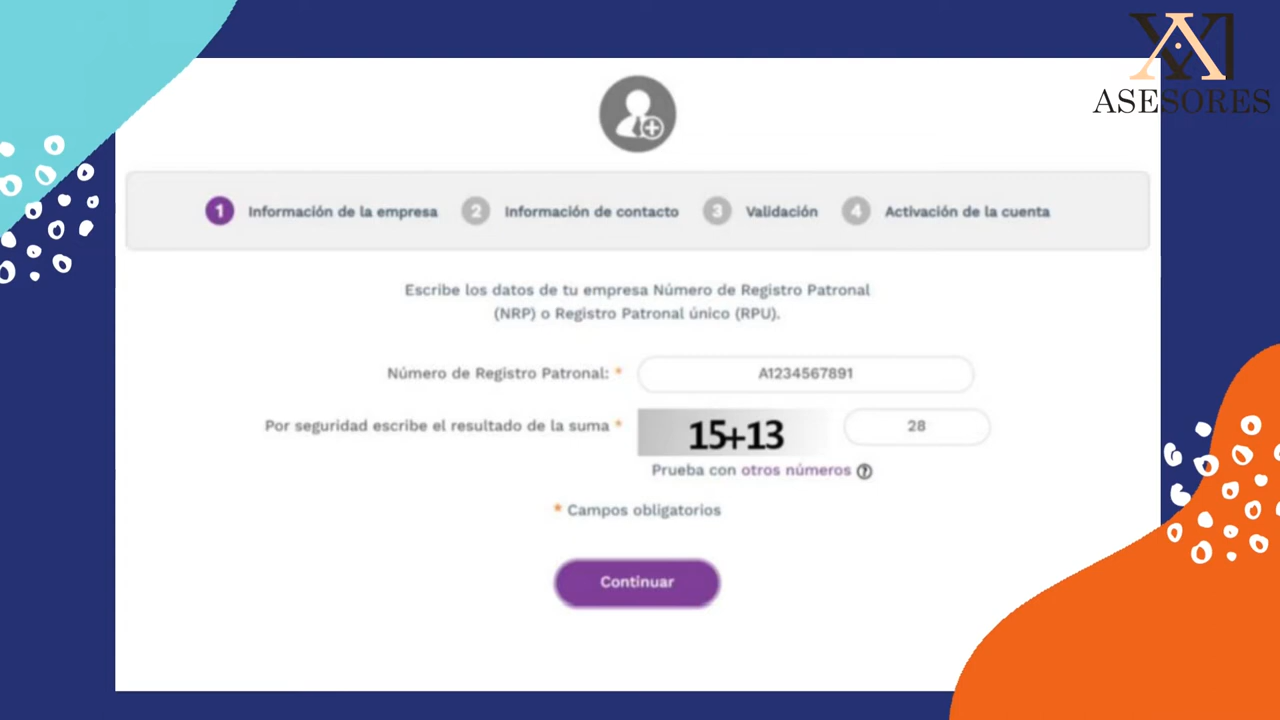 ASESORES
1 Información de la empresa 2 Información de contacto 3 Validación 4 Activación de la cuenta
Escribe los datos de tu empresa Número de Registro Patronal
(NRP) o Registro Patronal único (RPU).
Número de Registro Patronal: * A1234567891
Por seguridad escribe el resultado de la suma * 15+13 28
Prueba con otros números ?
* Campos obligatorios
Continuar